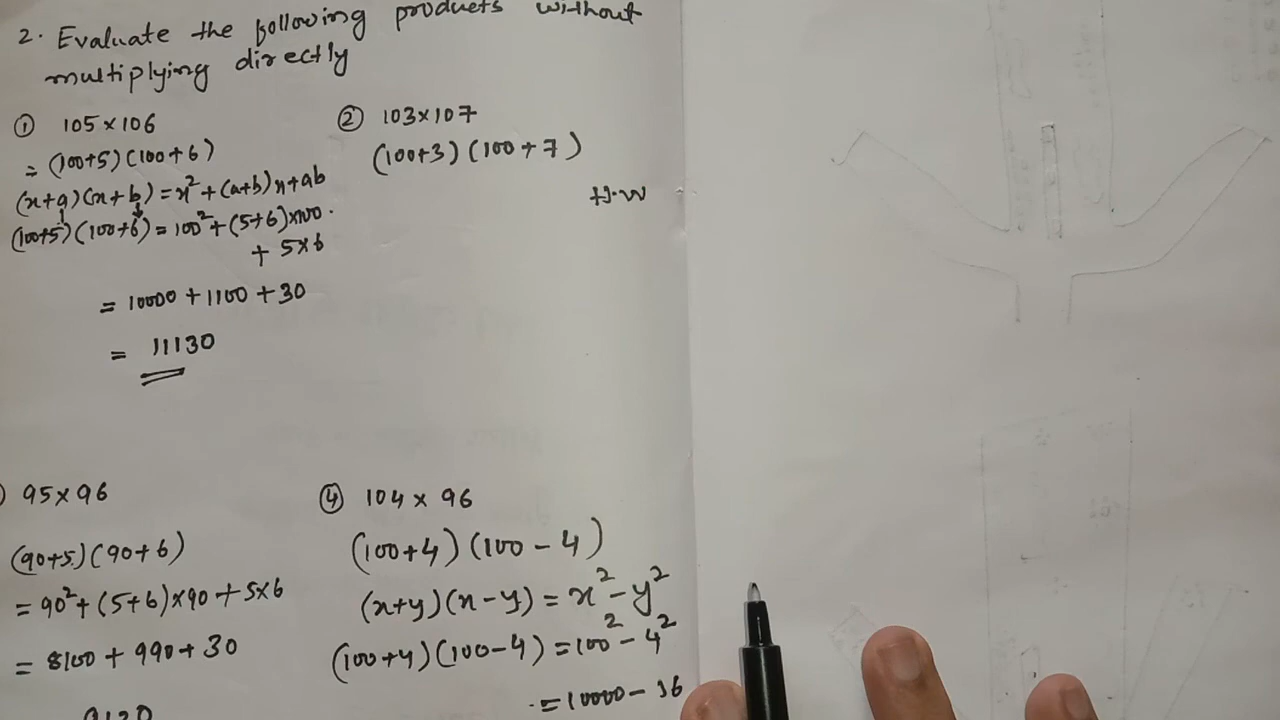 2. Evaluate the following products without
multiplying directly
① 105 × 106
= (100+5) (100+6)
(x+a)(x+b) = x² + (a+b)x + ab
(100+5)(100+6) = 100² + (5+6)×100.
+ 5×6
= 10000 + 1100 + 30
= 11130
② 103×107
(100+3) (100+7)
H.W
) 95 × 96
(90+5)(90+6)
= 90² + (5+6)×90 + 5×6
= 8100 + 990 + 30
9120
④ 104 × 96
(100+4) (100-4)
(x+y)(x-y) = x² - y²
(100+4)(100-4) = 100² - 4²
= 10000 - 16